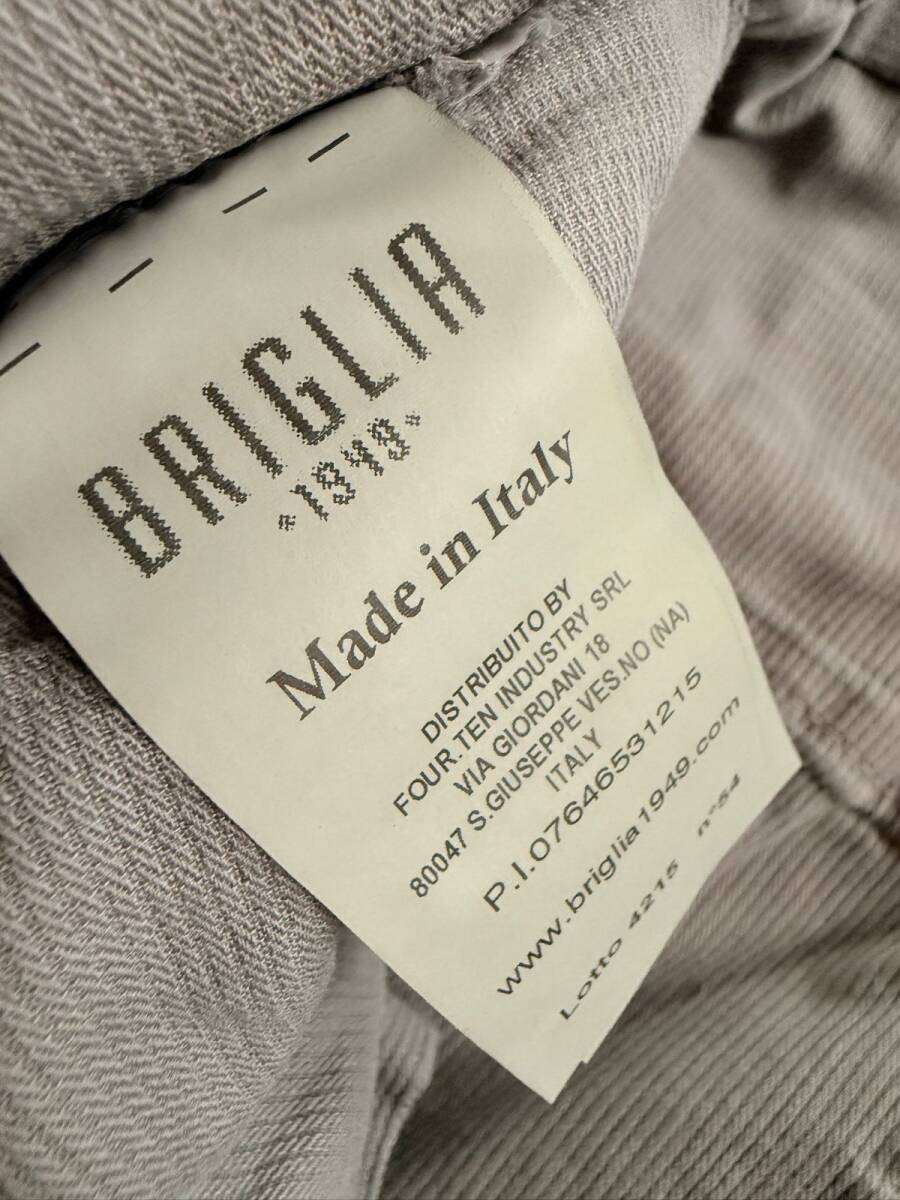 BRIGLIA
1949
Made in Italy
DISTRIBUITO BY
FOUR.TEN INDUSTRY SRL
VIA GIORDANI 18
80047 S.GIUSEPPE VES.NO (NA)
ITALY
P.I.07646531215
www.briglia1949.com
Lotto 4215 n°54